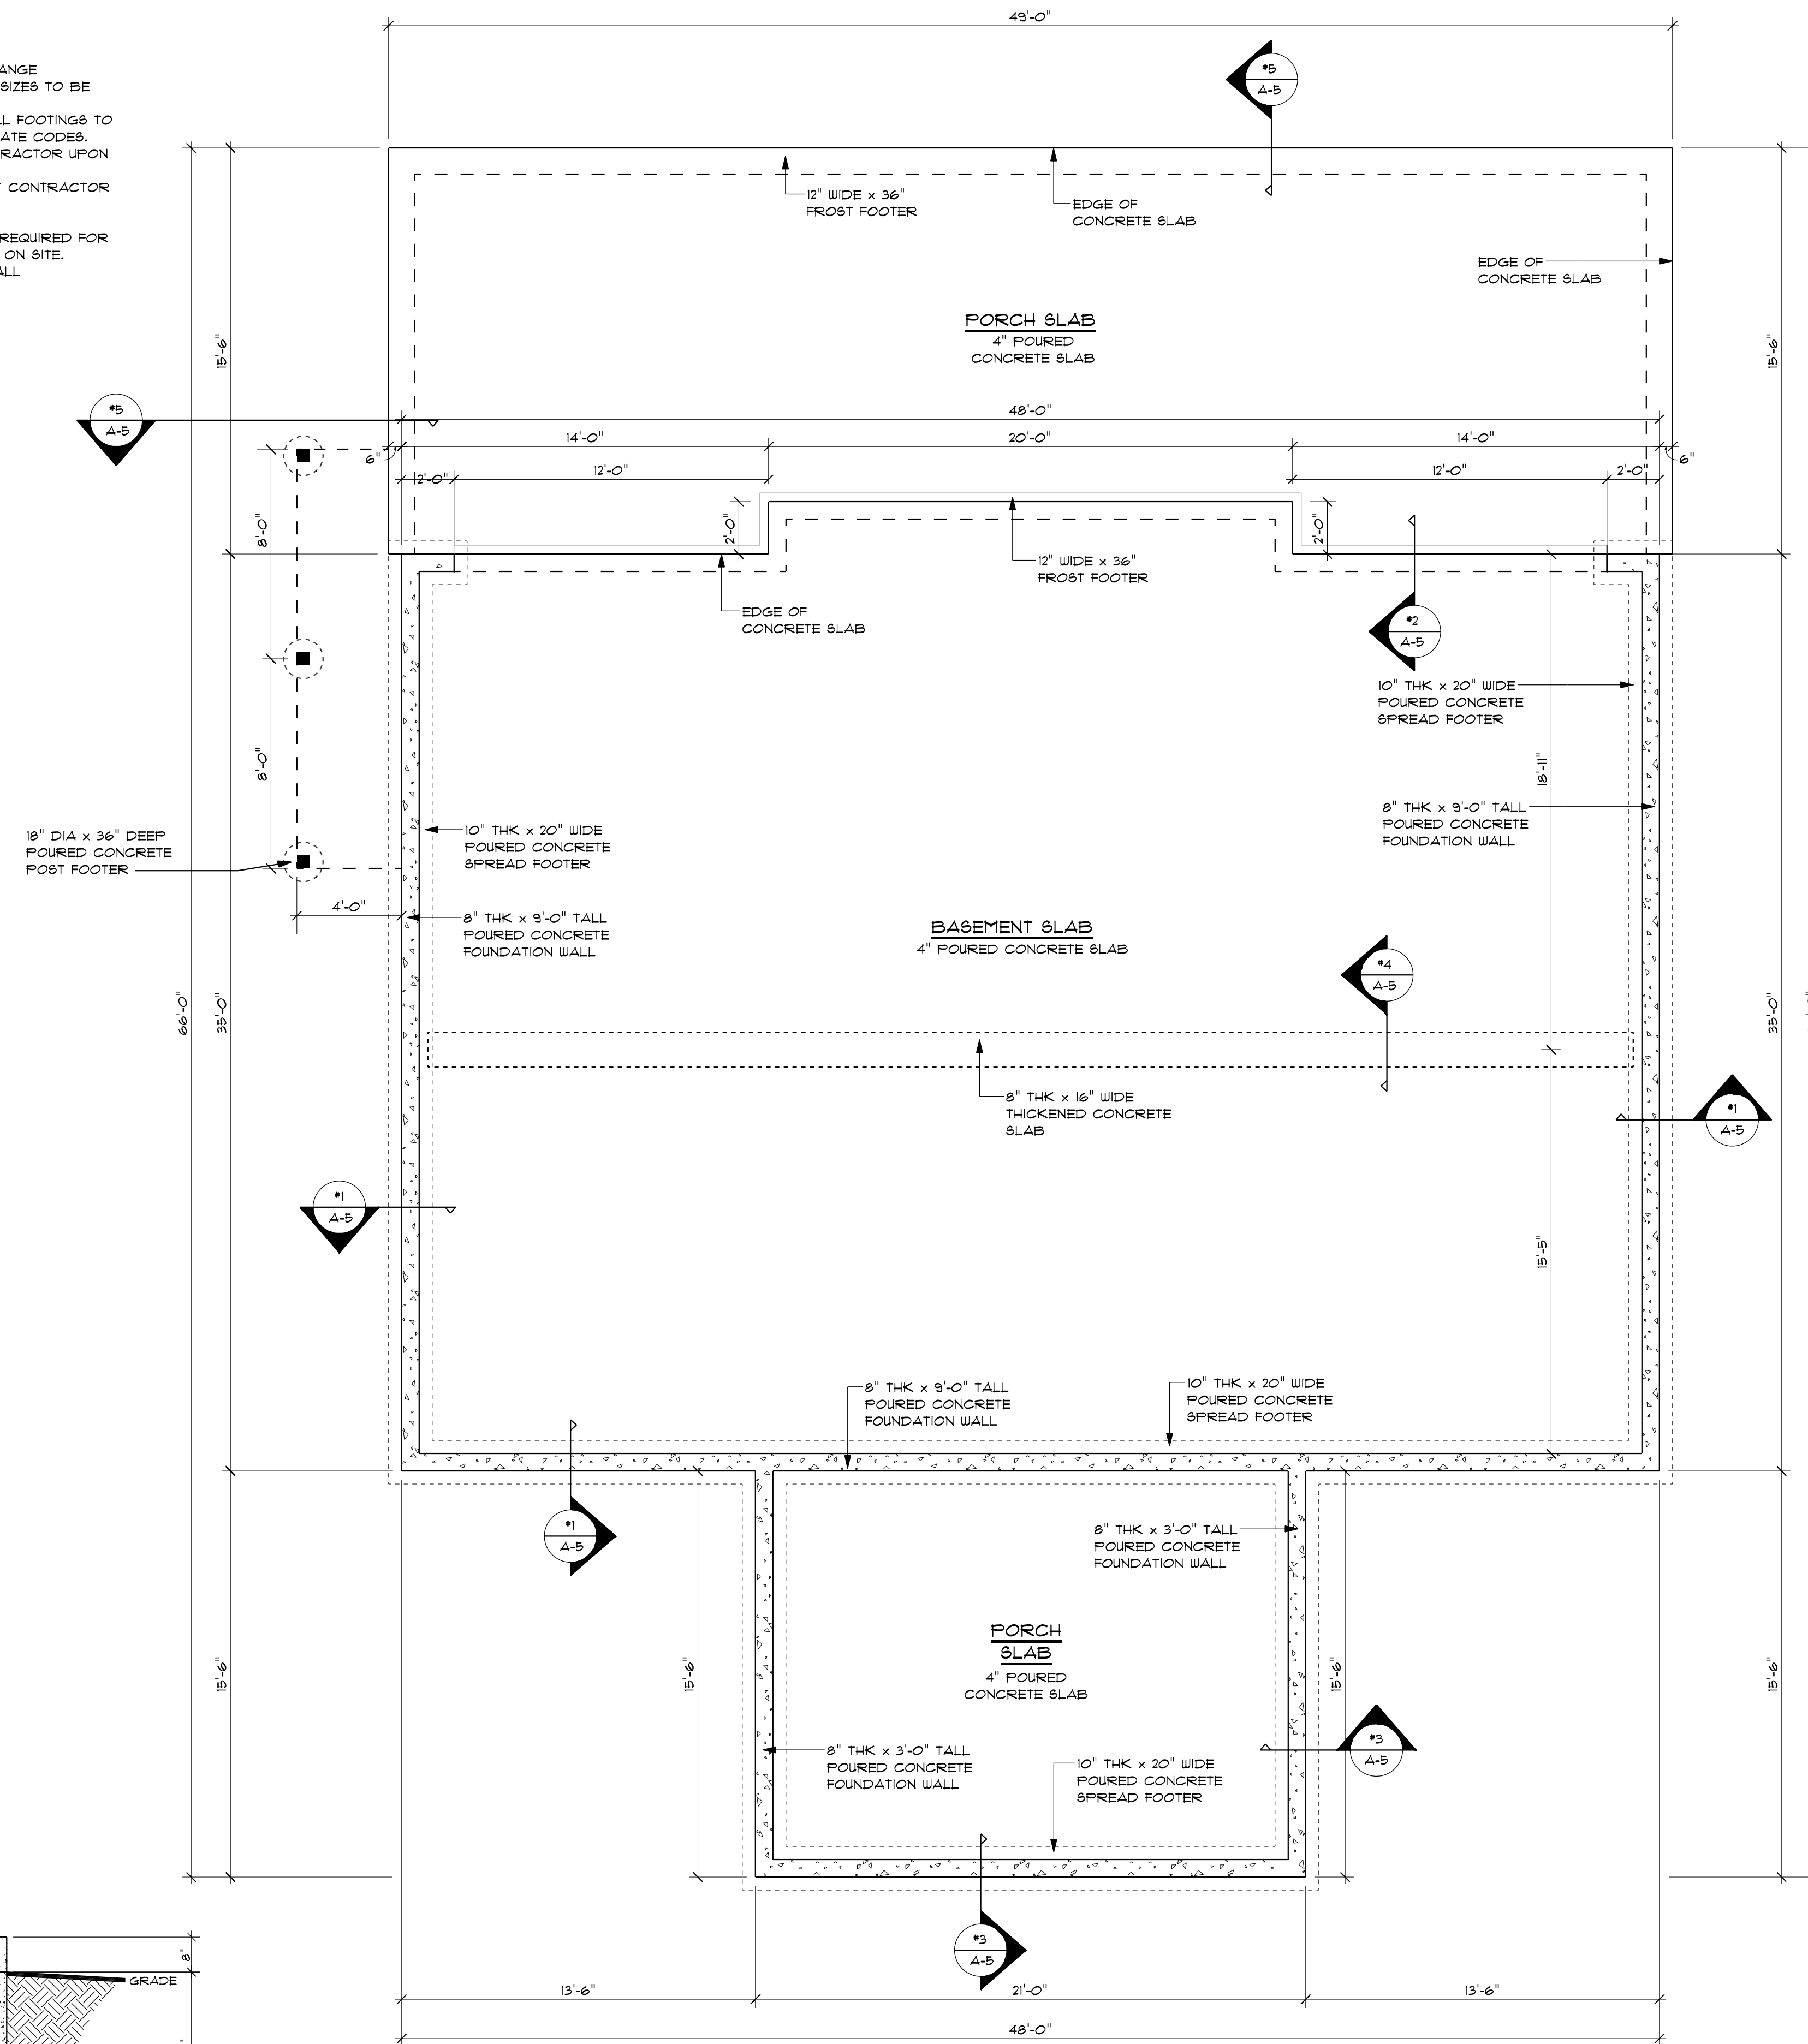 49'-0"
ANGE
SIZES TO BE
LL FOOTINGS TO
ATE CODES.
RACTOR UPON
T CONTRACTOR
REQUIRED FOR
ON SITE.
ALL
#5
A-5
12" WIDE x 36"
FROST FOOTER
EDGE OF
CONCRETE SLAB
EDGE OF
CONCRETE SLAB
PORCH SLAB
4" POURED
CONCRETE SLAB
15'-6"
15'-6"
#5
A-5
48'-0"
14'-0"
20'-0"
14'-0"
6"
6"
2'-0"
12'-0"
12'-0"
2'-0"
2'-0"
2'-0"
8'-0"
12" WIDE x 36"
FROST FOOTER
EDGE OF
CONCRETE SLAB
#2
A-5
10" THK x 20" WIDE
POURED CONCRETE
SPREAD FOOTER
8'-0"
18'-11"
18" DIA x 36" DEEP
POURED CONCRETE
POST FOOTER
10" THK x 20" WIDE
POURED CONCRETE
SPREAD FOOTER
8" THK x 9'-0" TALL
POURED CONCRETE
FOUNDATION WALL
4'-0"
8" THK x 9'-0" TALL
POURED CONCRETE
FOUNDATION WALL
BASEMENT SLAB
4" POURED CONCRETE SLAB
#4
A-5
66'-0"
35'-0"
35'-0"
8" THK x 16" WIDE
THICKENED CONCRETE
SLAB
#1
A-5
#1
A-5
15'-5"
8" THK x 9'-0" TALL
POURED CONCRETE
FOUNDATION WALL
10" THK x 20" WIDE
POURED CONCRETE
SPREAD FOOTER
#1
A-5
8" THK x 3'-0" TALL
POURED CONCRETE
FOUNDATION WALL
PORCH
SLAB
4" POURED
CONCRETE SLAB
15'-6"
15'-6"
15'-6"
15'-6"
8" THK x 3'-0" TALL
POURED CONCRETE
FOUNDATION WALL
10" THK x 20" WIDE
POURED CONCRETE
SPREAD FOOTER
#3
A-5
#3
A-5
8"
GRADE
13'-6"
21'-0"
13'-6"
48'-0"